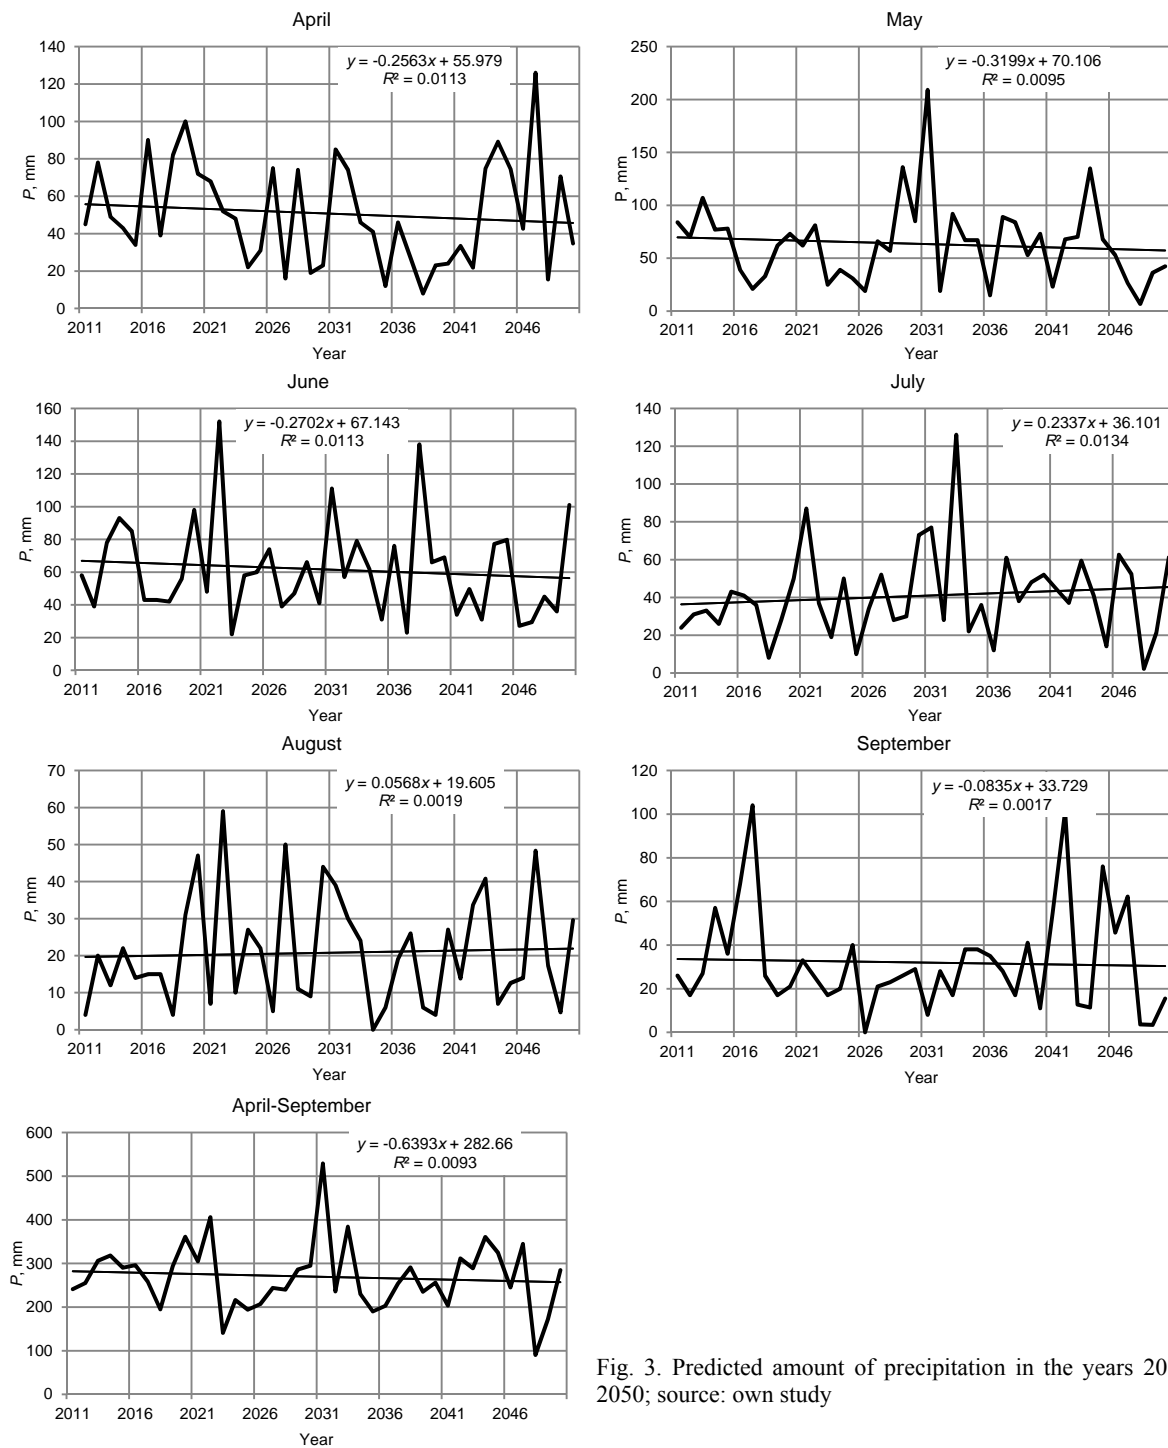 April
140
120
100
80
60
40
20
0
P, mm
y = -0.2563x + 55.979
R² = 0.0113
2011 2016 2021 2026 2031 2036 2041 2046
Year
May
250
200
150
100
50
0
P, mm
y = -0.3199x + 70.106
R² = 0.0095
2011 2016 2021 2026 2031 2036 2041 2046
Year
June
160
140
120
100
80
60
40
20
0
P, mm
y = -0.2702x + 67.143
R² = 0.0113
2011 2016 2021 2026 2031 2036 2041 2046
Year
July
140
120
100
80
60
40
20
0
P, mm
y = 0.2337x + 36.101
R² = 0.0134
2011 2016 2021 2026 2031 2036 2041 2046
Year
August
70
60
50
40
30
20
10
0
P, mm
y = 0.0568x + 19.605
R² = 0.0019
2011 2016 2021 2026 2031 2036 2041 2046
Year
September
120
100
80
60
40
20
0
P, mm
y = -0.0835x + 33.729
R² = 0.0017
2011 2016 2021 2026 2031 2036 2041 2046
Year
April-September
600
500
400
300
200
100
0
P, mm
y = -0.6393x + 282.66
R² = 0.0093
2011 2016 2021 2026 2031 2036 2041 2046
Year
Fig. 3. Predicted amount of precipitation in the years 20
2050; source: own study